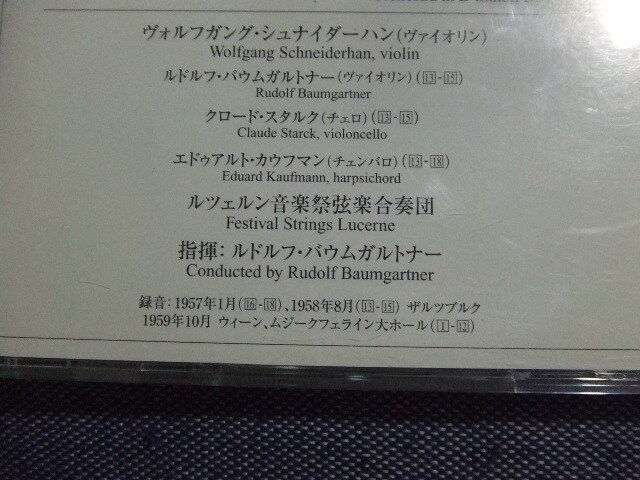 ヴォルフガング・シュナイダーハン(ヴァイオリン)
Wolfgang Schneiderhan, violin
ルドルフ・バウムガルトナー(ヴァイオリン)(13-15)
Rudolf Baumgartner
クロード・スタルク(チェロ)(13-15)
Claude Starck, violoncello
エドゥアルト・カウフマン(チェンバロ)(13-18)
Eduard Kaufmann, harpsichord
ルツェルン音楽祭弦楽合奏団
Festival Strings Lucerne
指揮: ルドルフ・バウムガルトナー
Conducted by Rudolf Baumgartner
録音:1957年1月(16-18)、1958年8月(13-15) ザルツブルク
1959年10月 ウィーン、ムジークフェライン大ホール(1-12)